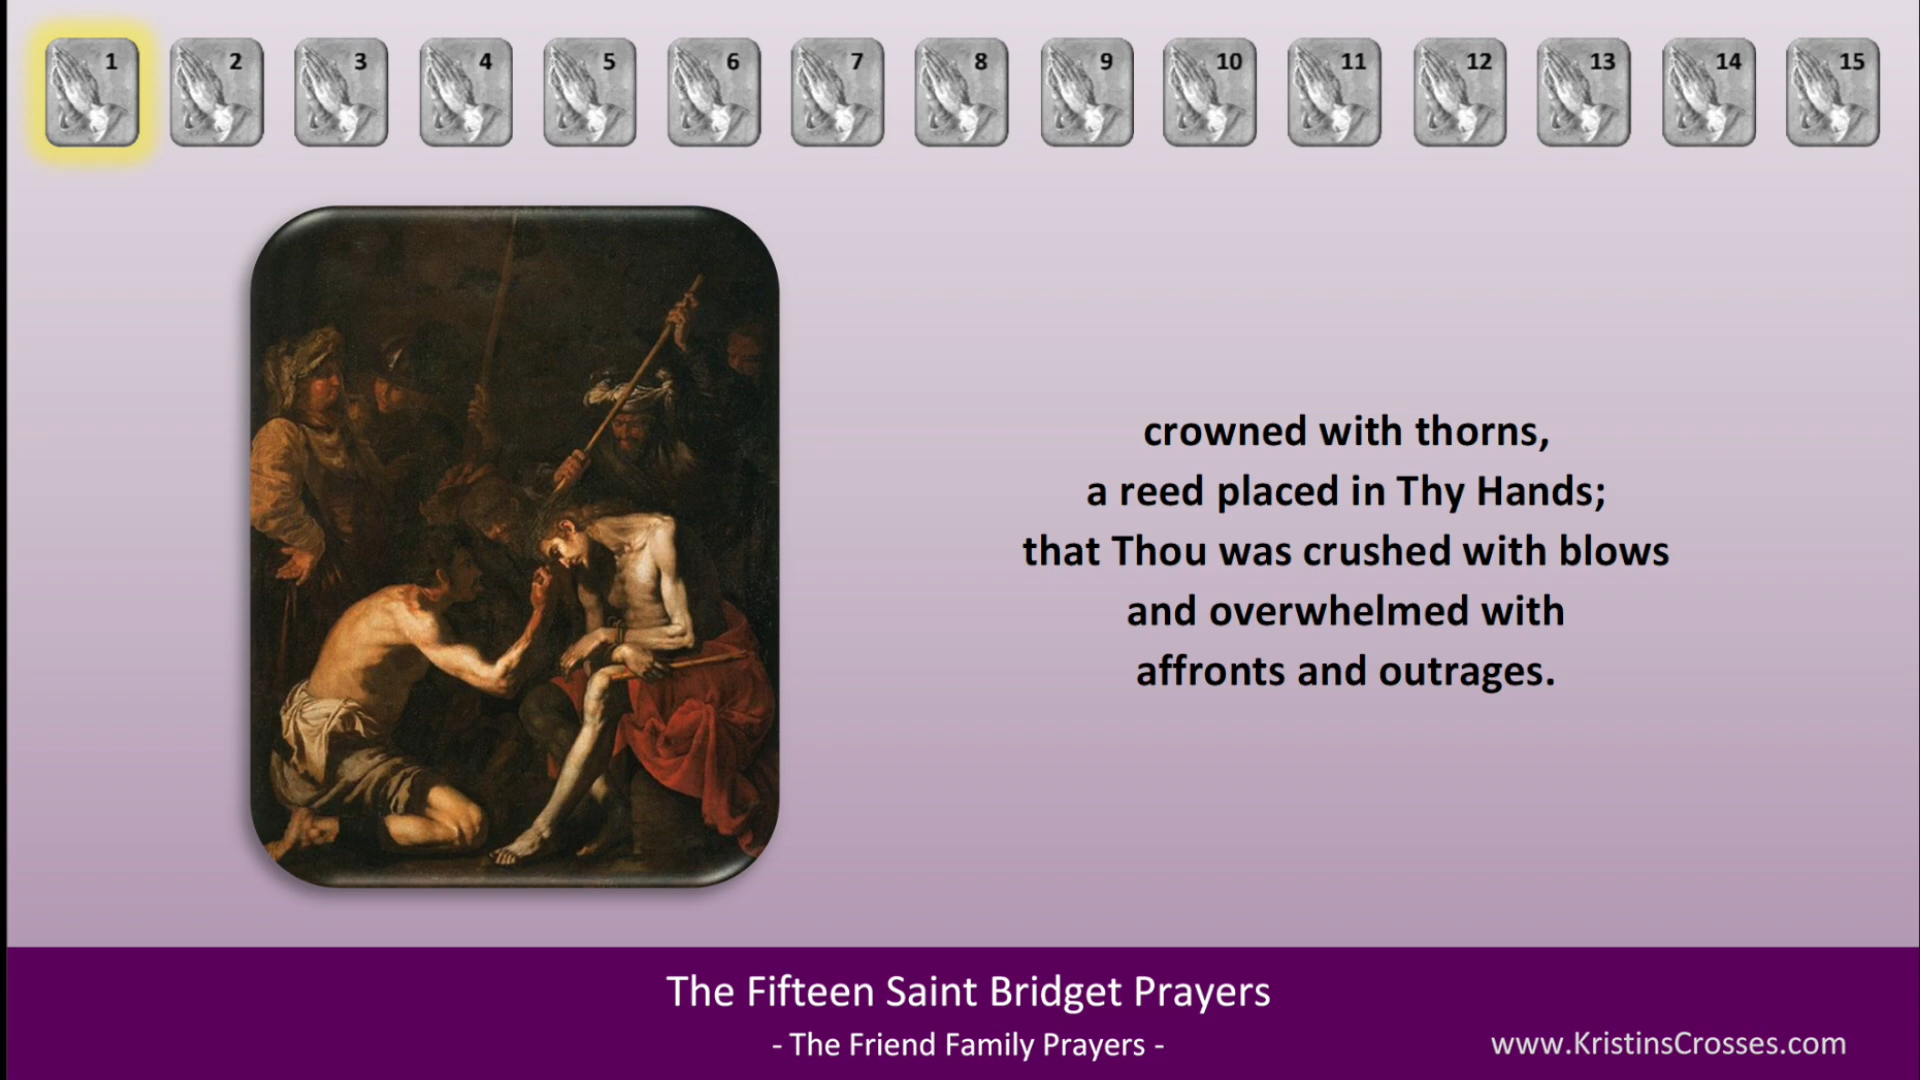 1 2 3 4 5 6 7 8 9 10 11 12 13 14 15
crowned with thorns,
a reed placed in Thy Hands;
that Thou was crushed with blows
and overwhelmed with
affronts and outrages.
The Fifteen Saint Bridget Prayers
- The Friend Family Prayers -
www.KristinsCrosses.com